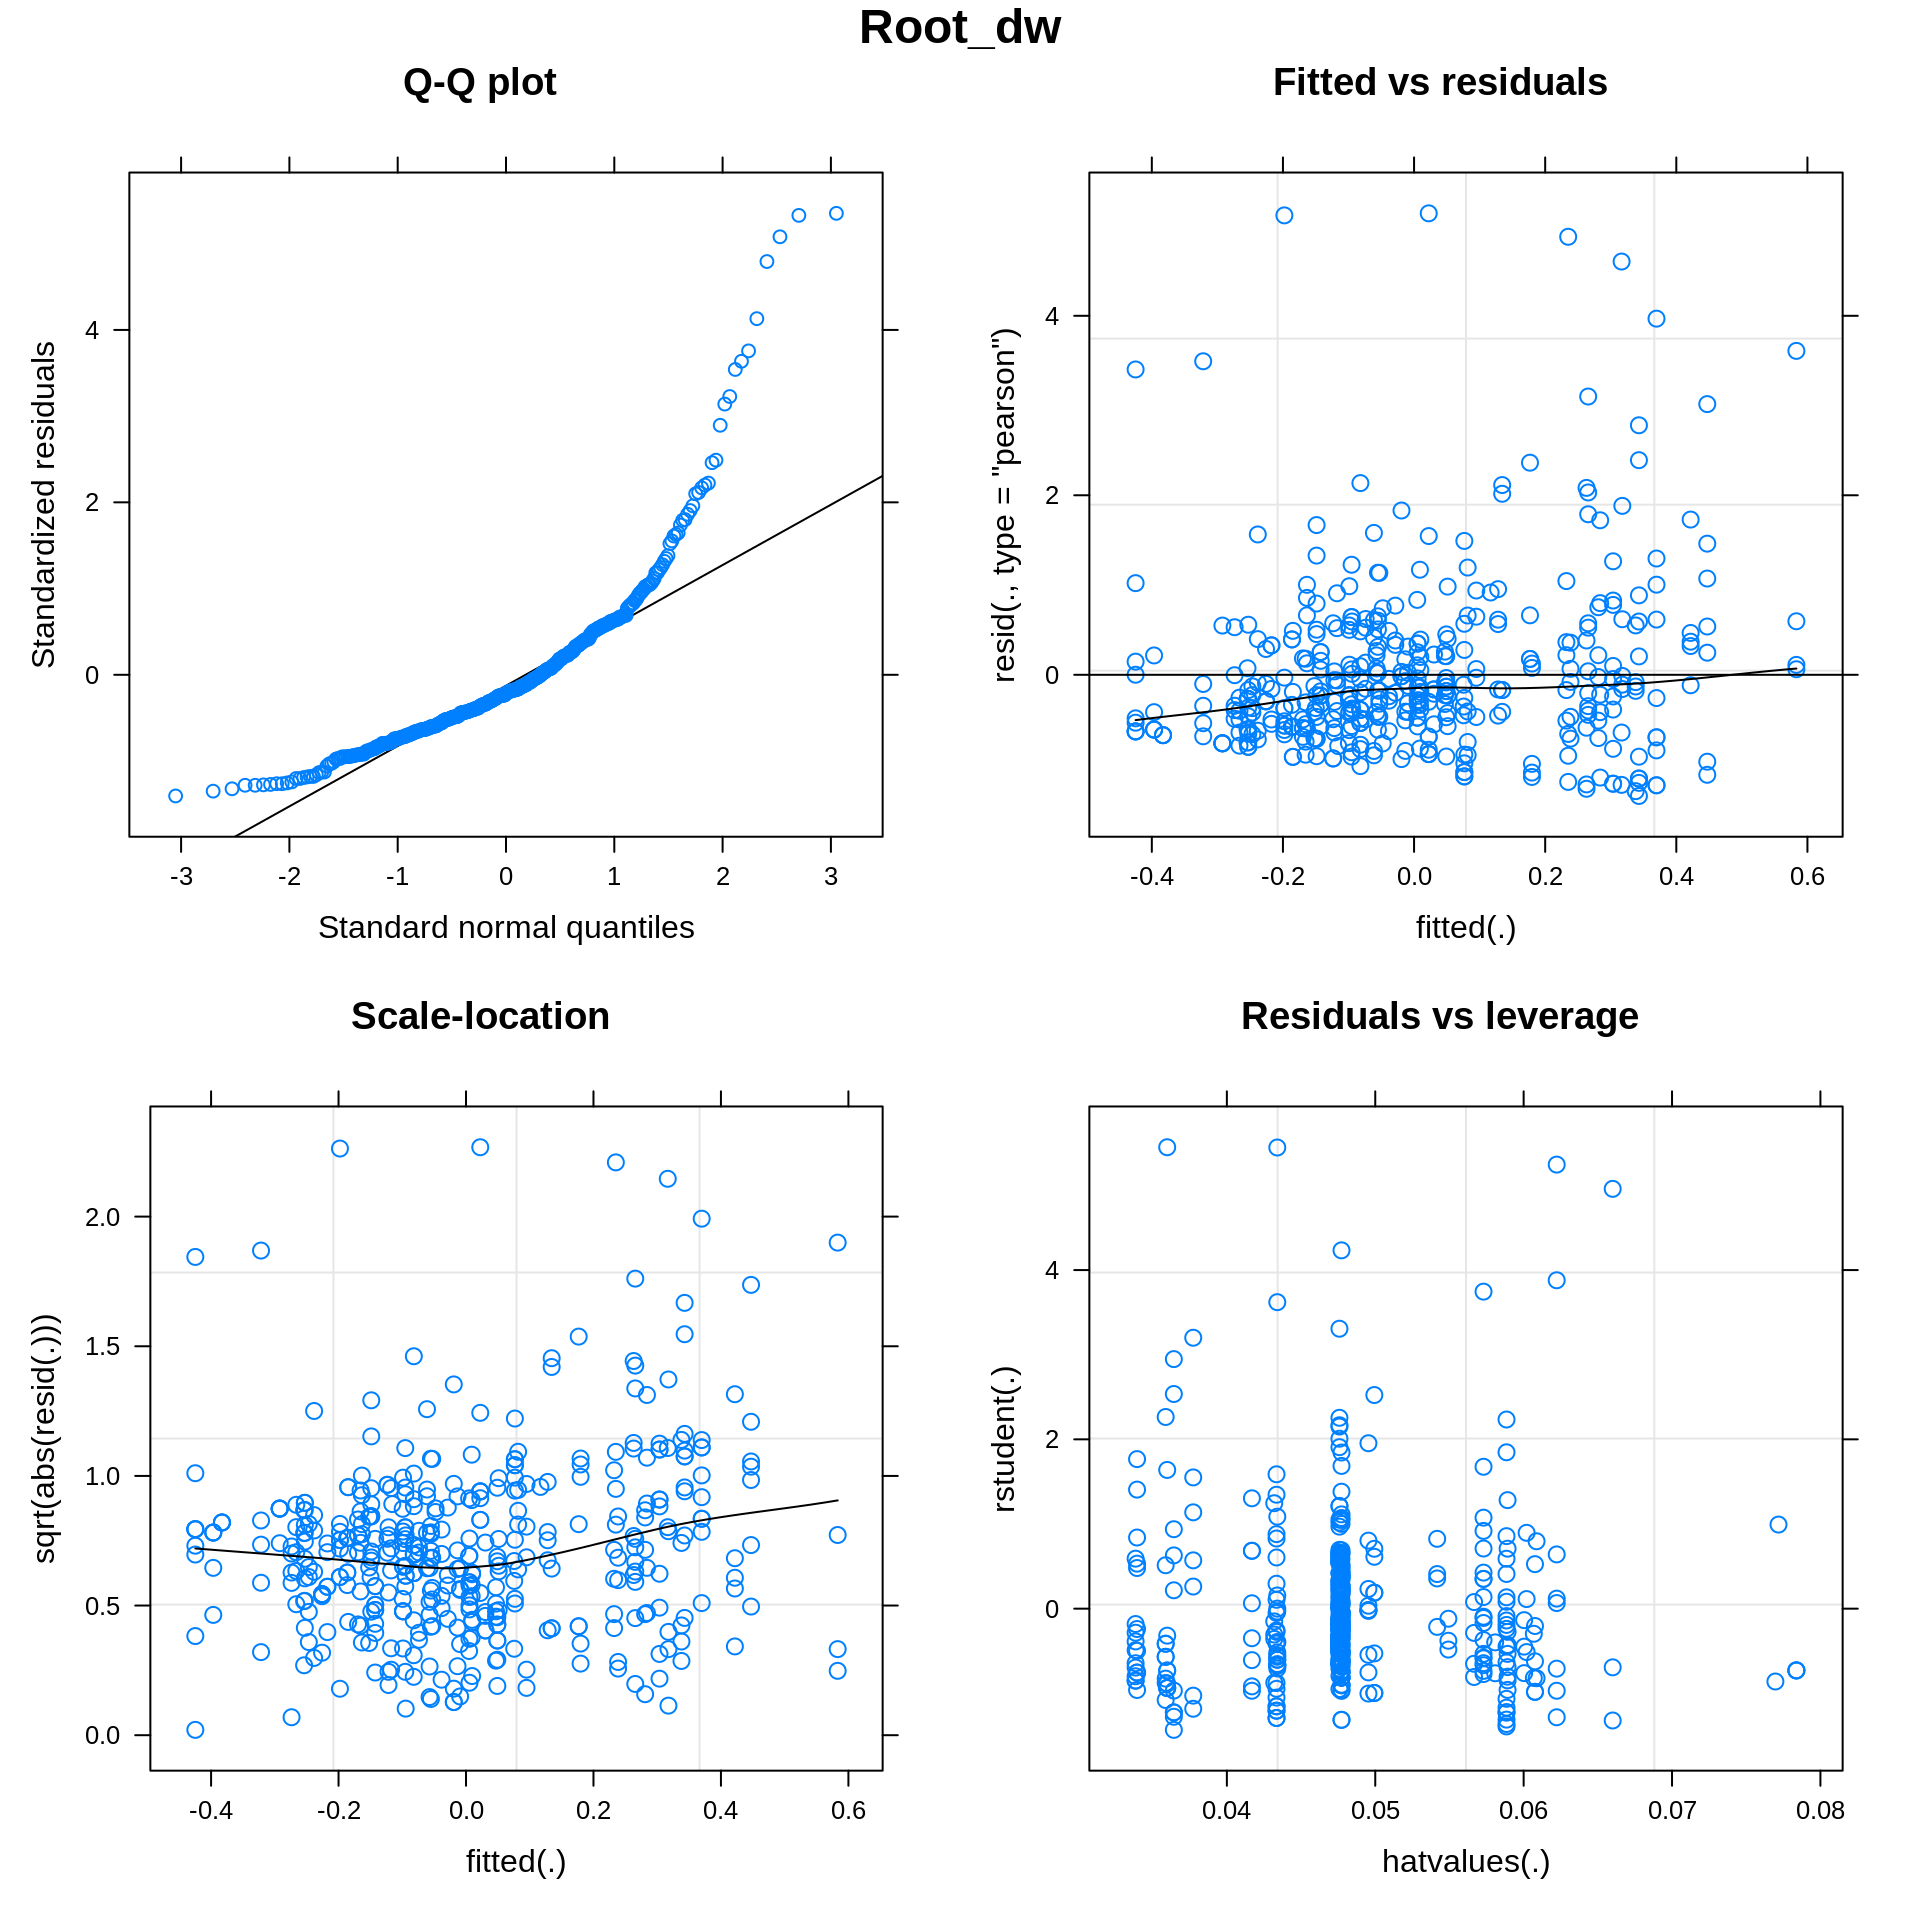 Root_dw
Q-Q plot
Standardized residuals
4
2
0
-3 -2 -1 0 1 2 3
Standard normal quantiles
Fitted vs residuals
resid(., type = "pearson")
4
2
0
-0.4 -0.2 0.0 0.2 0.4 0.6
fitted(.)
Scale-location
sqrt(abs(resid(.)))
2.0
1.5
1.0
0.5
0.0
-0.4 -0.2 0.0 0.2 0.4 0.6
fitted(.)
Residuals vs leverage
rstudent(.)
4
2
0
0.04 0.05 0.06 0.07 0.08
hatvalues(.)